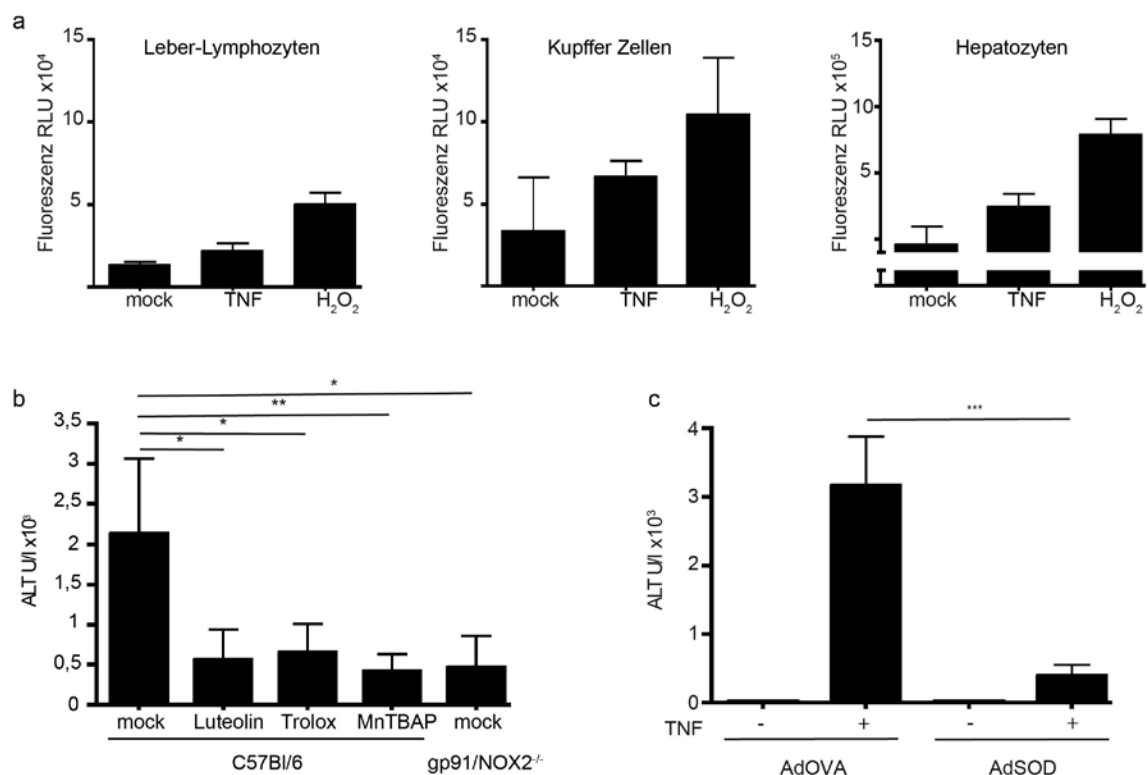 a
Leber-Lymphozyten
Fluoreszenz RLU x10⁴
15
10
5
mock TNF H₂O₂
Kupffer Zellen
Fluoreszenz RLU x10⁴
15
10
5
mock TNF H₂O₂
Hepatozyten
Fluoreszenz RLU x10⁵
15
10
5
mock TNF H₂O₂
b
ALT U/l x10³
3,5
3
2,5
2
1,5
1
0,5
0
*
**
*
*
mock Luteolin Trolox MnTBAP mock
C57Bl/6 gp91/NOX2⁻/⁻
c
ALT U/l x10³
4
3
2
1
0
***
TNF - + - +
AdOVA AdSOD